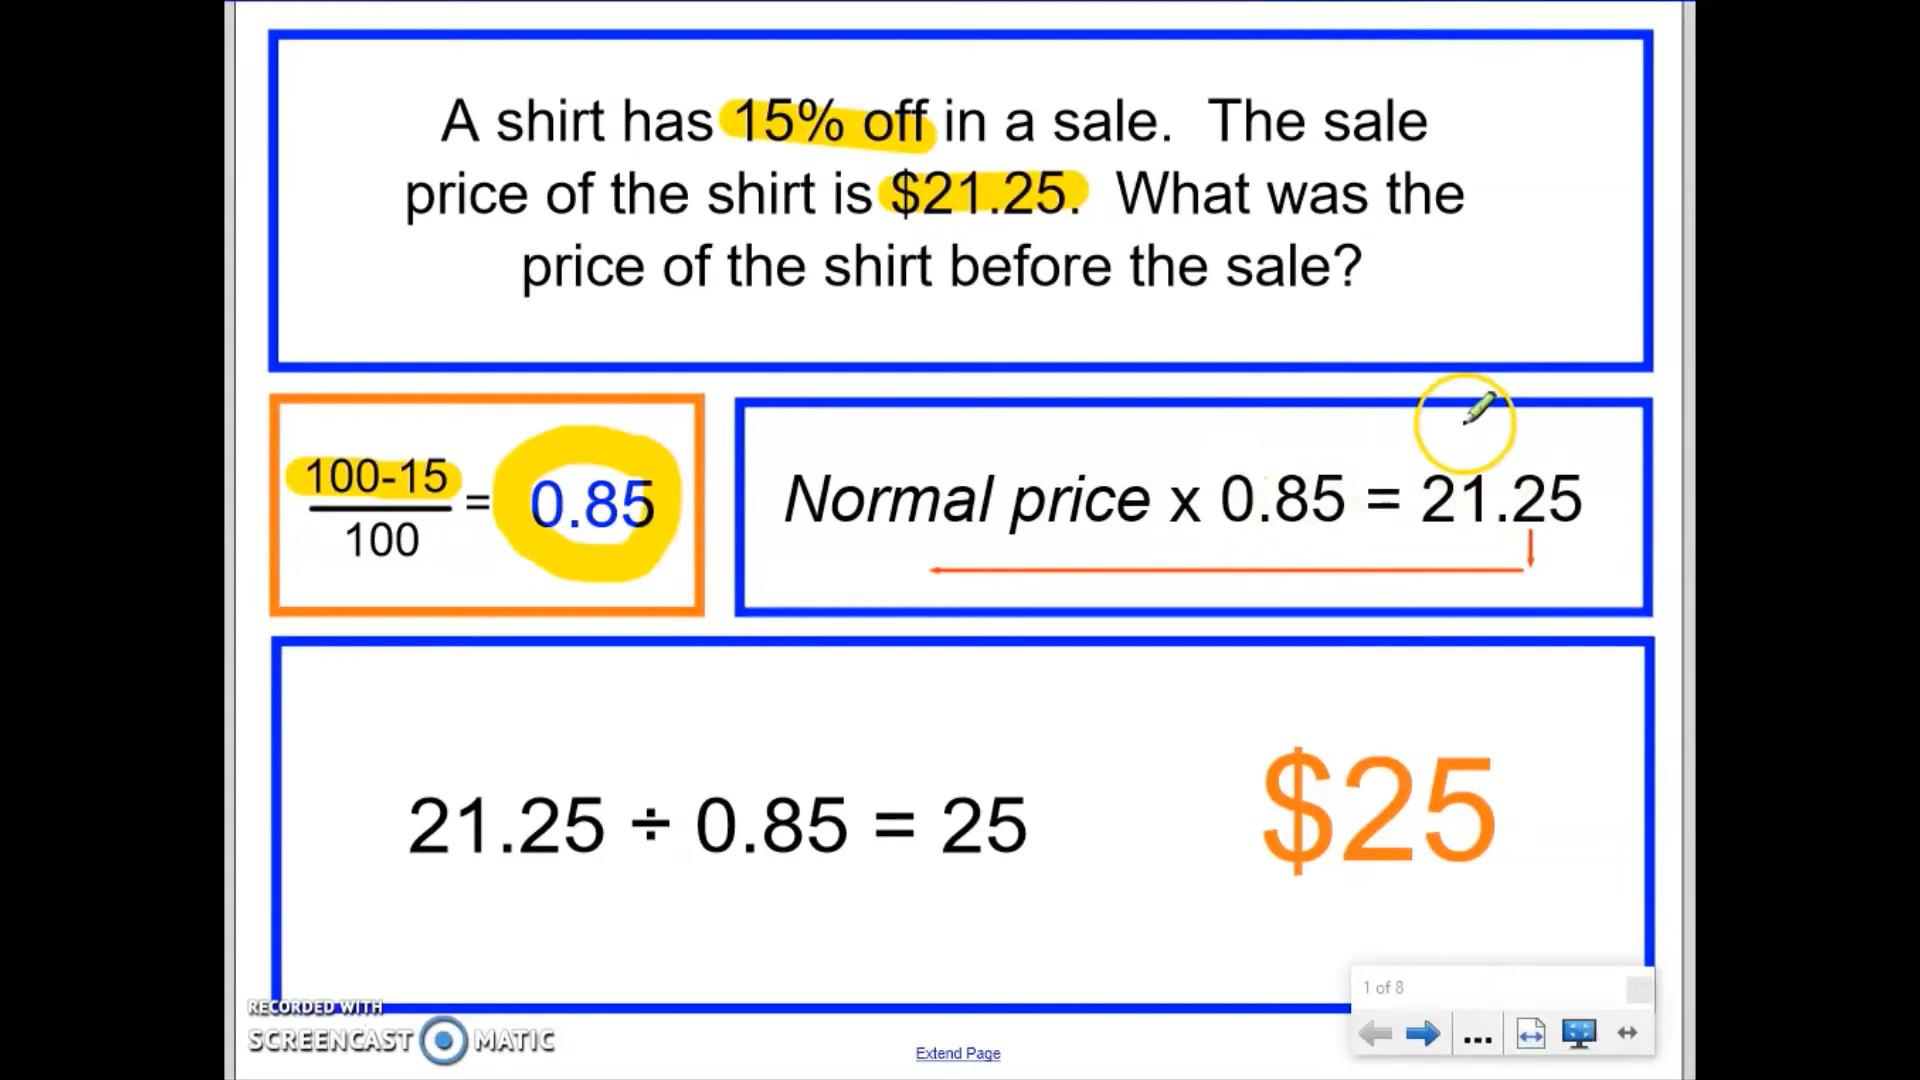 A shirt has 15% off in a sale.  The sale
price of the shirt is $21.25.  What was the
price of the shirt before the sale?
100-15
100
= 0.85
Normal price x 0.85 = 21.25
21.25 ÷ 0.85 = 25
$25
1 of 8
RECORDED WITH
SCREENCAST MATIC
Extend Page